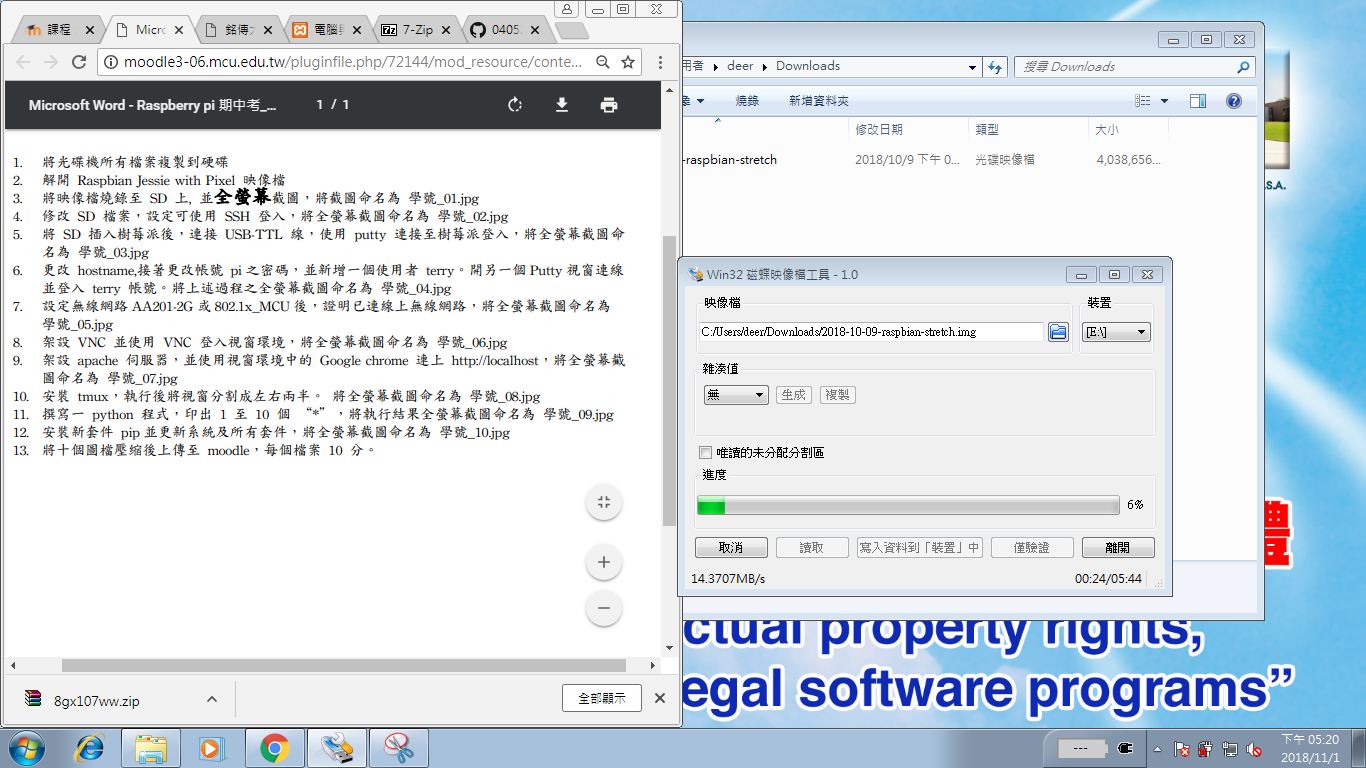 課程
Micro
銘傳大
電腦
7-Zip
0405.
moodle3-06.mcu.edu.tw/pluginfile.php/72144/mod_resource/conte...
Microsoft Word - Raspberry pi 期中考_...
1 / 1
1. 將光碟機所有檔案複製到硬碟
2. 解開 Raspbian Jessie with Pixel 映像檔
3. 將映像檔燒錄至 SD 上, 並全螢幕截圖，將截圖命名為 學號_01.jpg
4. 修改 SD 檔案，設定可使用 SSH 登入，將全螢幕截圖命名為 學號_02.jpg
5. 將 SD 插入樹莓派後，連接 USB-TTL 線，使用 putty 連接至樹莓派登入，將全螢幕截圖命
名為 學號_03.jpg
6. 更改 hostname,接著更改帳號 pi 之密碼，並新增一個使用者 terry。開另一個 Putty 視窗連線
並登入 terry 帳號。將上述過程之全螢幕截圖命名為 學號_04.jpg
7. 設定無線網路 AA201-2G 或 802.1x_MCU 後，證明已連線上無線網路，將全螢幕截圖命名為
學號_05.jpg
8. 架設 VNC 並使用 VNC 登入視窗環境，將全螢幕截圖命名為 學號_06.jpg
9. 架設 apache 伺服器，並使用視窗環境中的 Google chrome 連上 http://localhost，將全螢幕截
圖命名為 學號_07.jpg
10. 安裝 tmux，執行後將視窗分割成左右兩半。 將全螢幕截圖命名為 學號_08.jpg
11. 撰寫一 python 程式，印出 1 至 10 個 “*”，將執行結果全螢幕截圖命名為 學號_09.jpg
12. 安裝新套件 pip 並更新系統及所有套件，將全螢幕截圖命名為 學號_10.jpg
13. 將十個圖檔壓縮後上傳至 moodle，每個檔案 10 分。
8gx107ww.zip
全部顯示
用者 deer Downloads
搜尋 Downloads
燒錄
新增資料夾
修改日期
類型
大小
-raspbian-stretch
2018/10/9 下午 0...
光碟映像檔
4,038,656...
S.A.
Win32 磁碟映像檔工具 - 1.0
映像檔
裝置
C:/Users/deer/Downloads/2018-10-09-raspbian-stretch.img
[E:\]
雜湊值
無
生成
複製
唯讀的未分配分割區
進度
6%
取消
讀取
寫入資料到「裝置」中
僅驗證
離開
14.3707MB/s
00:24/05:44
ctual property rights,
egal software programs”
---
下午 05:20
2018/11/1